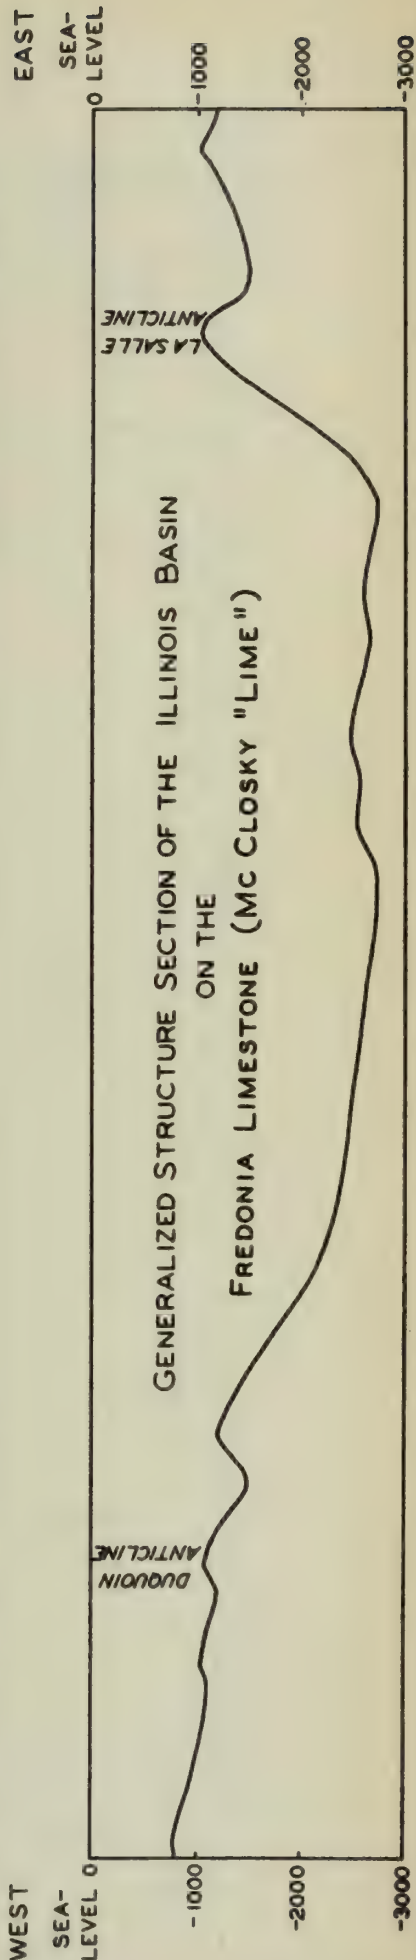 WEST
EAST
SEA-
LEVEL 0
-1000
-2000
-3000
DUQUOIN
ANTICLINE
GENERALIZED STRUCTURE SECTION OF THE ILLINOIS BASIN
ON THE
FREDONIA LIMESTONE (MC CLOSKY "LIME")
LA SALLE
ANTICLINE
SEA-
0 LEVEL
-1000
-2000
-3000